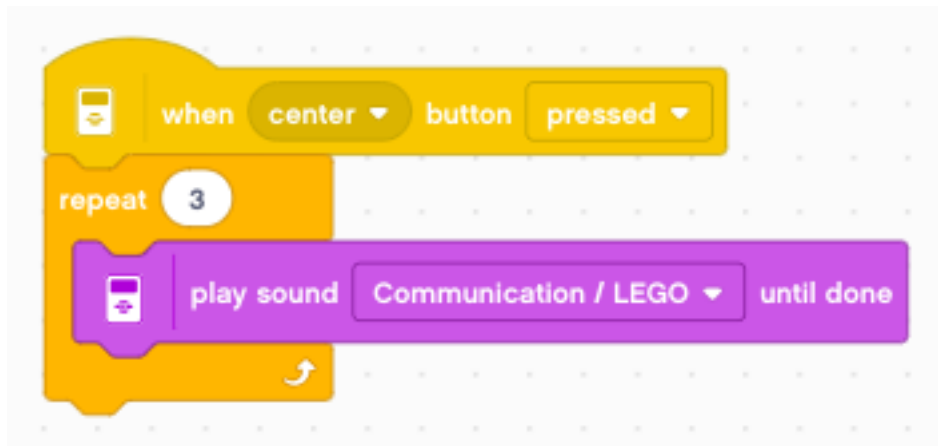 when center button pressed
repeat 3
play sound Communication / LEGO until done